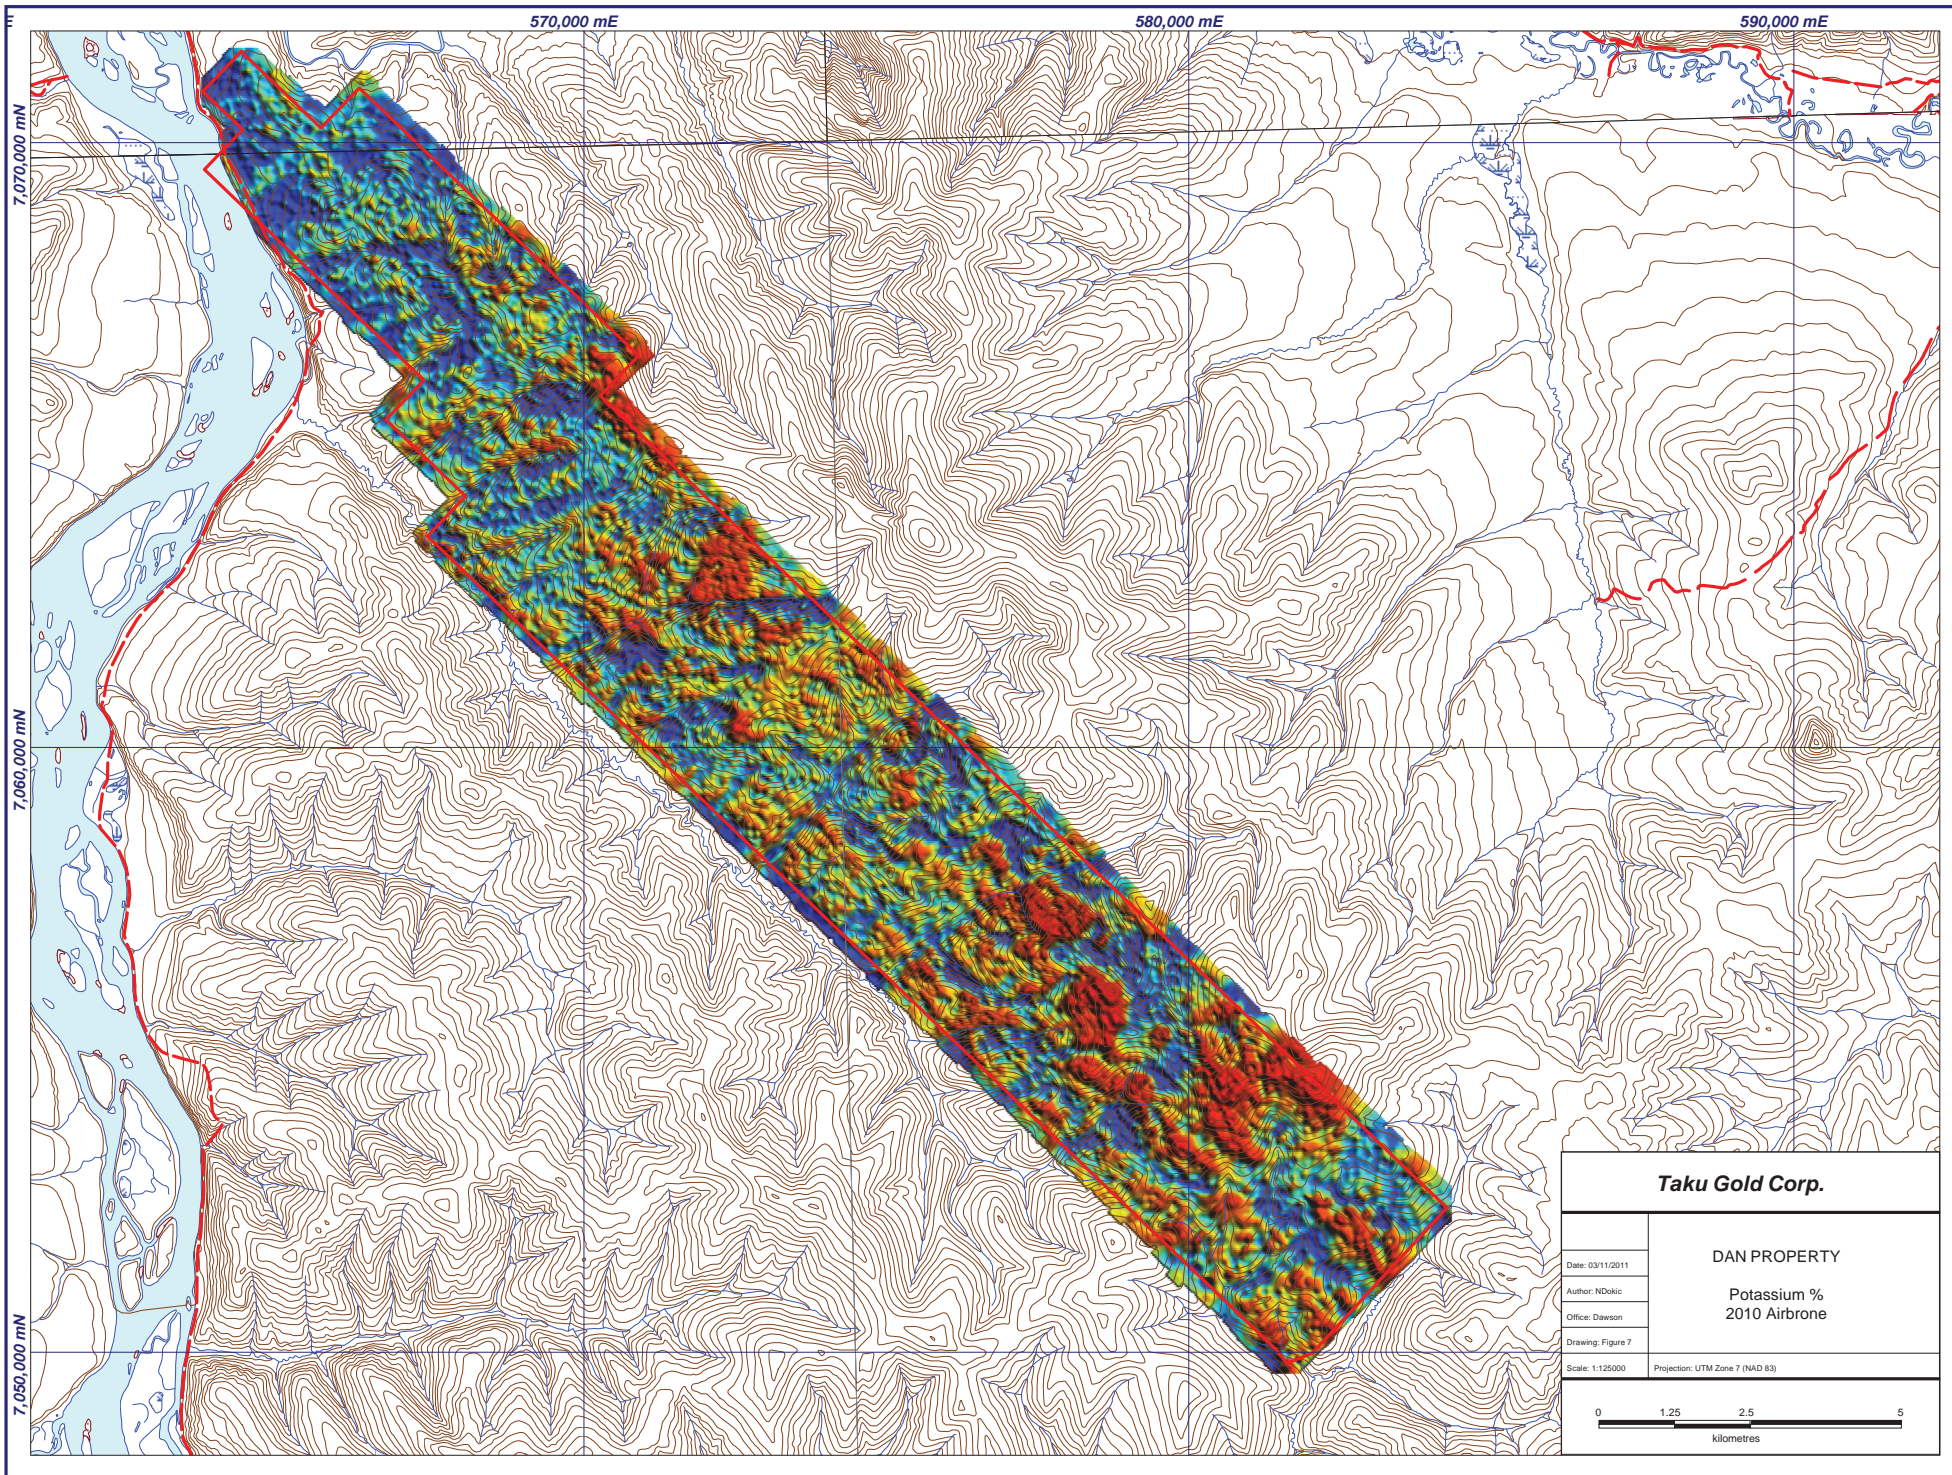 E
570,000 mE
580,000 mE
590,000 mE
7,070,000 mN
7,060,000 mN
7,050,000 mN
Taku Gold Corp.
DAN PROPERTY
Potassium %
2010 Airbrone
Date: 03/11/2011
Author: NDokic
Office: Dawson
Drawing: Figure 7
Scale: 1:125000
Projection: UTM Zone 7 (NAD 83)
0 1.25 2.5 5
kilometres